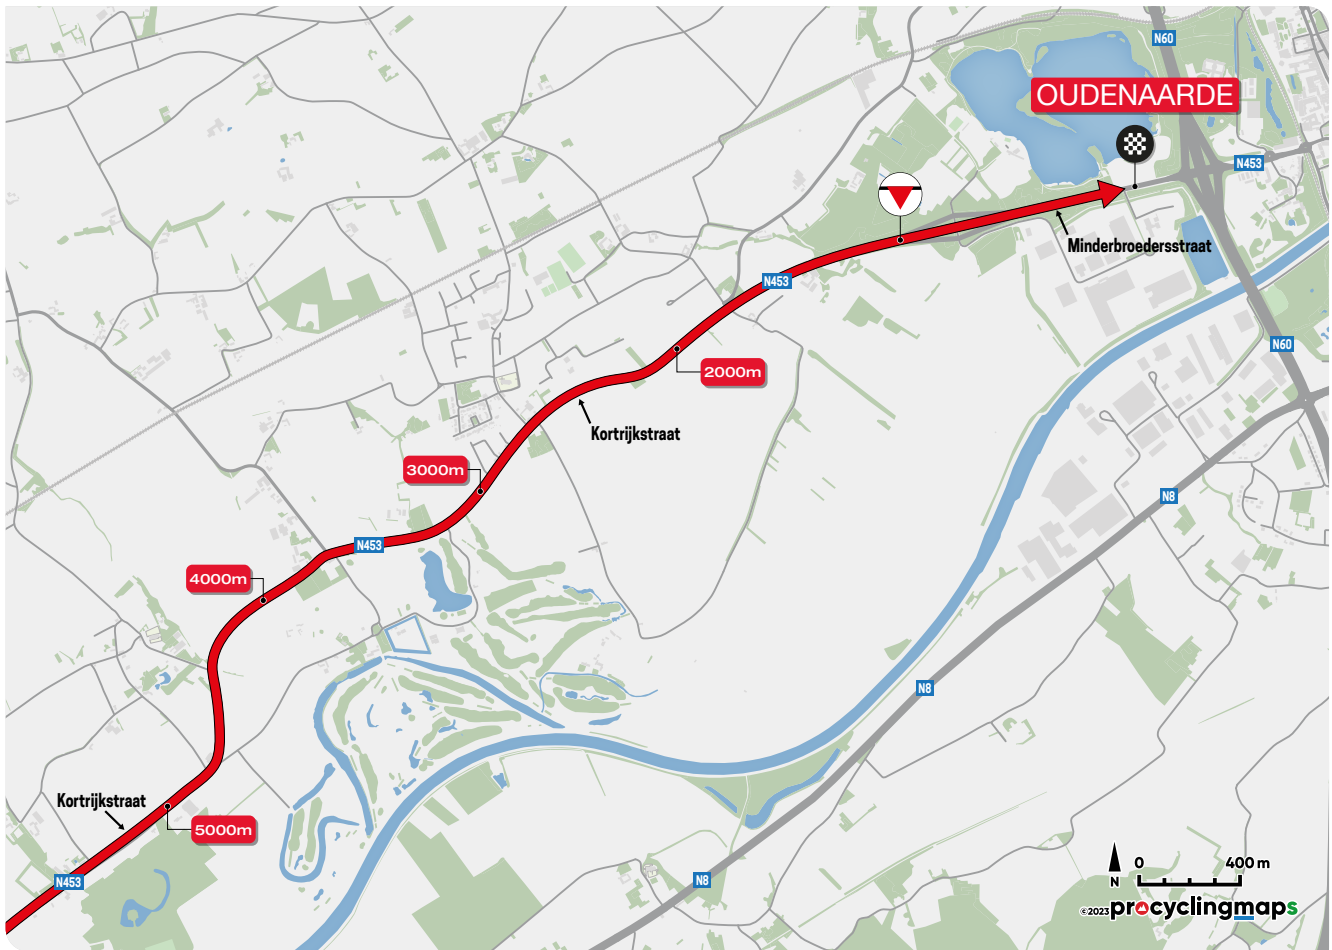 N60
OUDENAARDE
N453
Minderbroedersstraat
N453
N60
2000m
Kortrijkstraat
3000m
N8
N453
4000m
N8
Kortrijkstraat
5000m
N453
N8
N
0 400 m
©2023 procyclingmaps